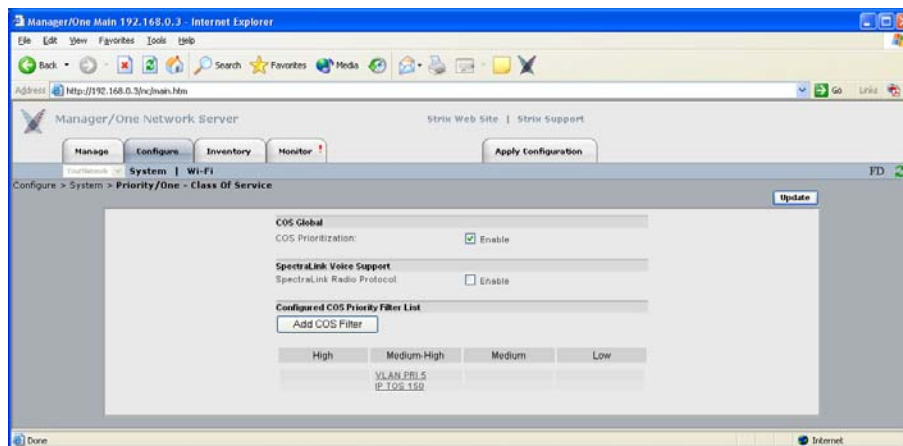 Manager/One Main 192.168.0.3 - Internet Explorer
File Edit View Favorites Tools Help
Back Search Favorites Media
Address http://192.168.0.3/nc/main.htm Go Links
Manager/One Network Server Strix Web Site | Strix Support
Manage Configure Inventory Monitor ! Apply Configuration
System | Wi-Fi FD
Configure > System > Priority/One - Class Of Service
Update
COS Global
COS Prioritization: Enable
SpectraLink Voice Support
SpectraLink Radio Protocol Enable
Configured COS Priority Filter List
Add COS Filter
High Medium-High Medium Low
VLAN PRI 5
IP TOS 150
Done Internet